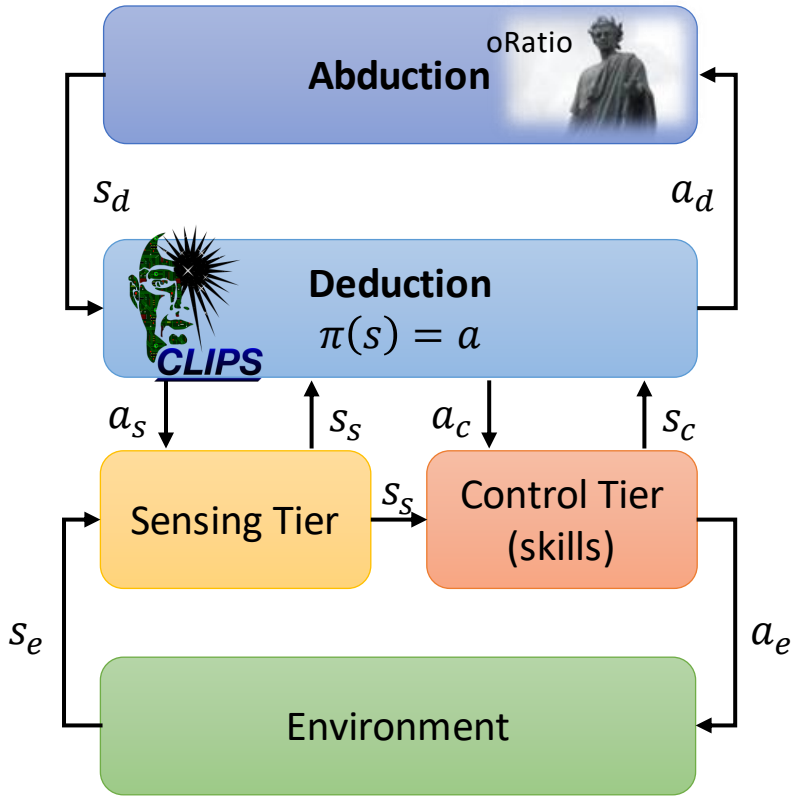 oRatio
Abduction
s_d
a_d
Deduction
π(s) = a
CLIPS
a_s
s_s
a_c
s_c
Sensing Tier
s_s
Control Tier
(skills)
s_e
a_e
Environment